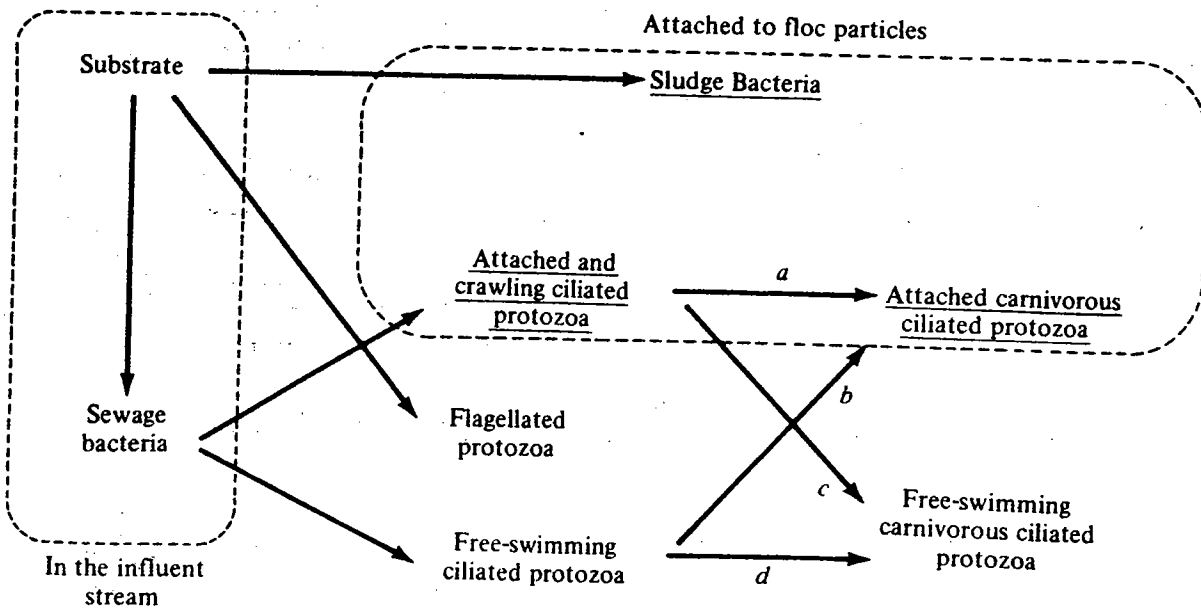 Attached to floc particles
Substrate
Sludge Bacteria
Attached and
crawling ciliated
protozoa
a
Attached carnivorous
ciliated protozoa
b
Sewage
bacteria
Flagellated
protozoa
c
Free-swimming
carnivorous ciliated
protozoa
Free-swimming
ciliated protozoa
d
In the influent
stream